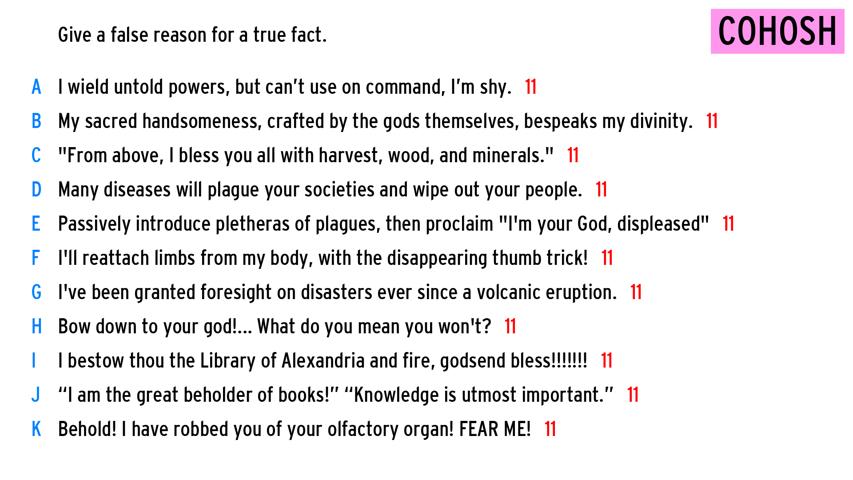 Give a false reason for a true fact.
COHOSH
A I wield untold powers, but can’t use on command, I’m shy. 11
B My sacred handsomeness, crafted by the gods themselves, bespeaks my divinity. 11
C "From above, I bless you all with harvest, wood, and minerals." 11
D Many diseases will plague your societies and wipe out your people. 11
E Passively introduce pletheras of plagues, then proclaim "I'm your God, displeased" 11
F I'll reattach limbs from my body, with the disappearing thumb trick! 11
G I've been granted foresight on disasters ever since a volcanic eruption. 11
H Bow down to your god!... What do you mean you won't? 11
I I bestow thou the Library of Alexandria and fire, godsend bless!!!!!!! 11
J “I am the great beholder of books!” “Knowledge is utmost important.” 11
K Behold! I have robbed you of your olfactory organ! FEAR ME! 11